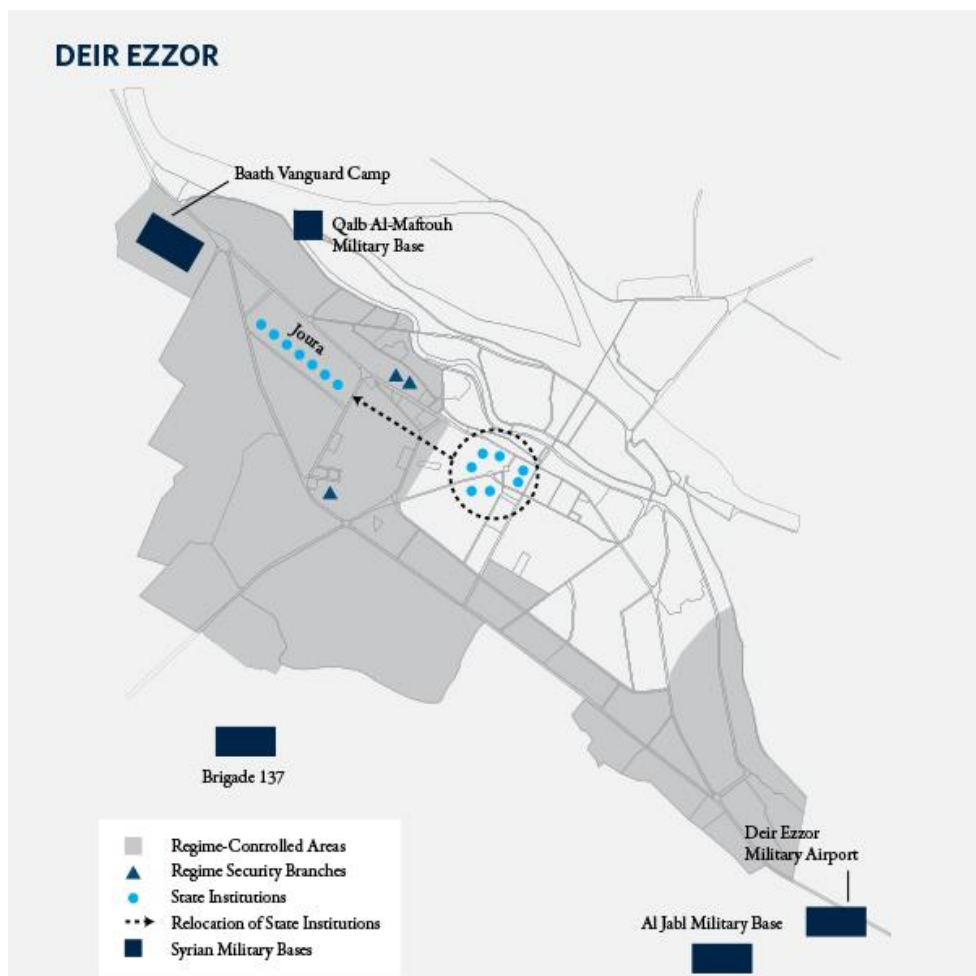 DEIR EZZOR
Baath Vanguard Camp
Qalb Al-Maftouh
Military Base
Joura
Brigade 137
Deir Ezzor
Military Airport
Al Jabl Military Base
Regime-Controlled Areas
Regime Security Branches
State Institutions
Relocation of State Institutions
Syrian Military Bases